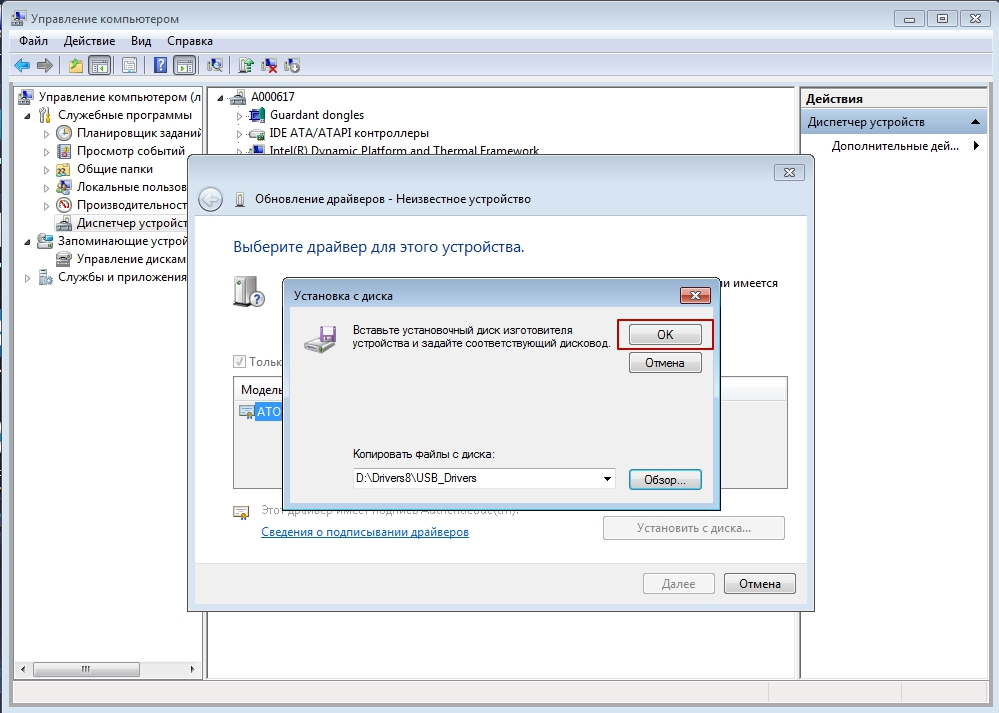 Управление компьютером
Файл Действие Вид Справка
Управление компьютером (л
Служебные программы
Планировщик заданий
Просмотр событий
Общие папки
Локальные пользов
Производительност
Диспетчер устройст
Запоминающие устрой
Управление дисками
Службы и приложения
A000617
Guardant dongles
IDE ATA/ATAPI контроллеры
Intel(R) Dynamic Platform and Thermal Framework
Действия
Диспетчер устройств
Дополнительные дей...
Обновление драйверов - Неизвестное устройство
Выберите драйвер для этого устройства.
ии имеется
Тольк
Модель
ATO
Этот драйвер имеет подпись Authenticode(tm).
Сведения о подписывании драйверов
Установить с диска...
Далее
Отмена
Установка с диска
Вставьте установочный диск изготовителя
устройства и задайте соответствующий дисковод.
OK
Отмена
Копировать файлы с диска:
D:\Drivers8\USB_Drivers
Обзор...